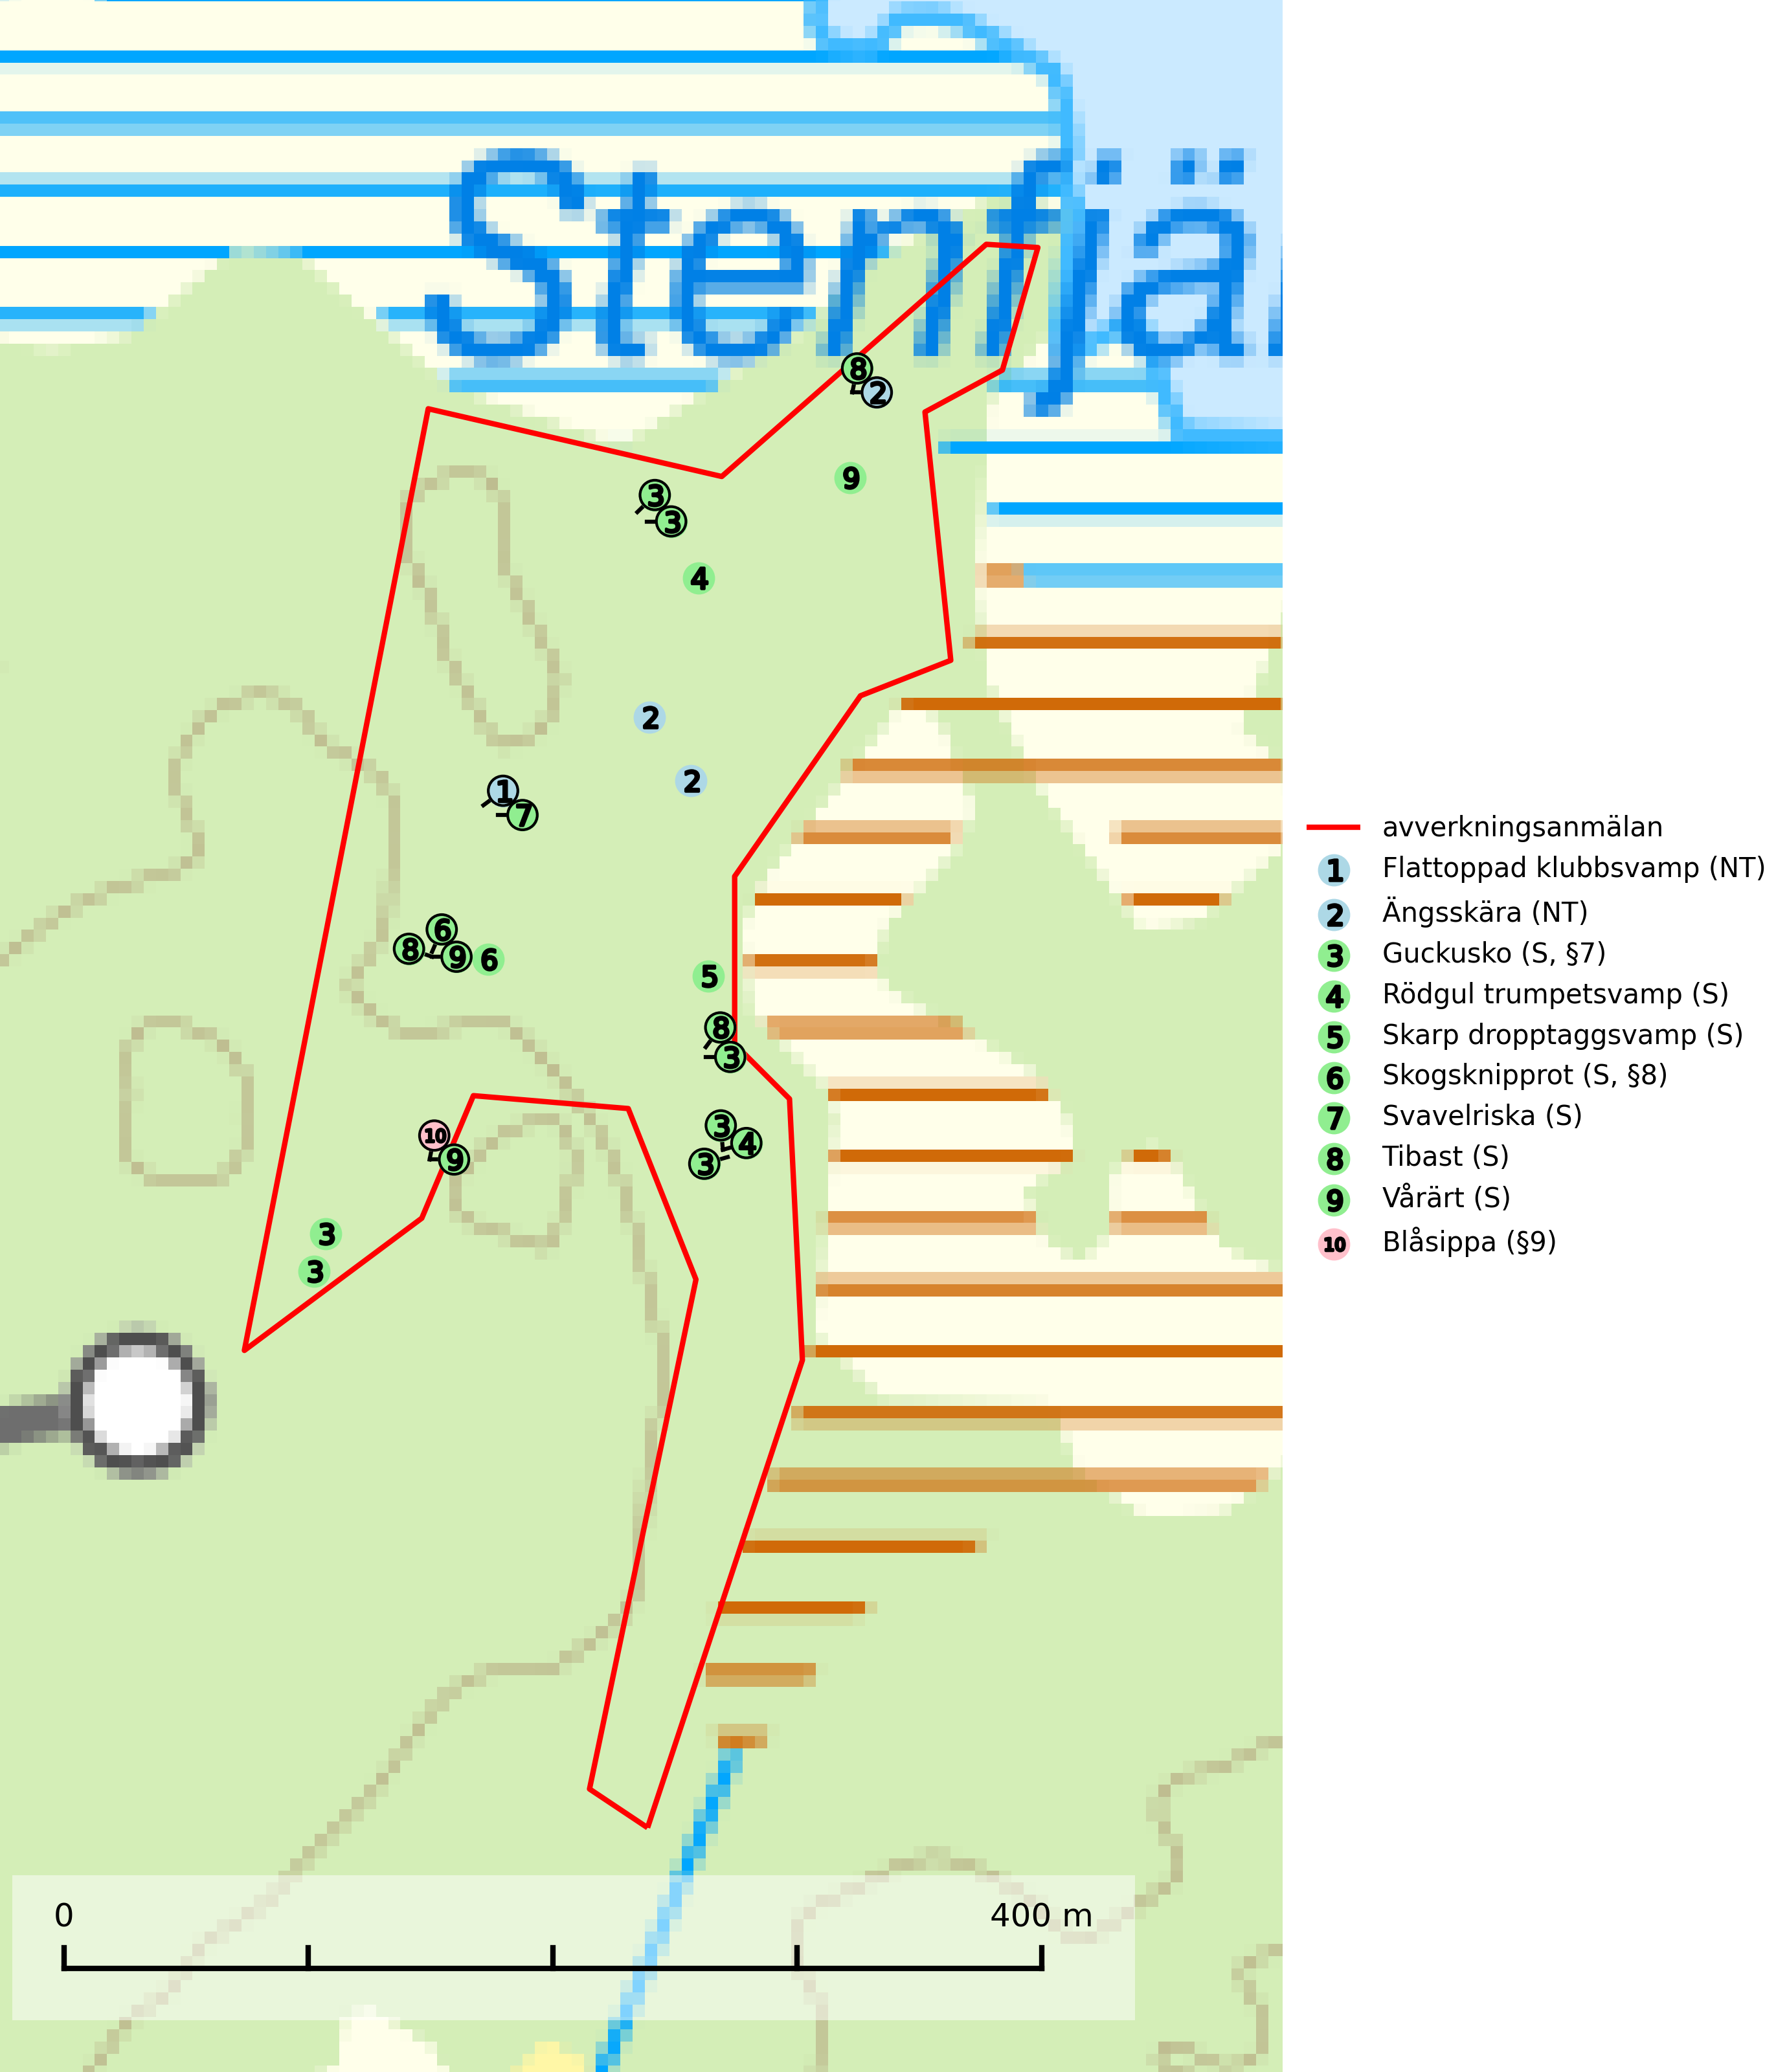 Sternfjä
8
2
3
9
3
4
2
2
1
7
6
8
9
6
5
8
3
3
4
3
10
9
3
3
0 400 m
avverkningsanmälan
1 Flattoppad klubbsvamp (NT)
2 Ängsskära (NT)
3 Guckusko (S, §7)
4 Rödgul trumpetsvamp (S)
5 Skarp dropptaggsvamp (S)
6 Skogsknipprot (S, §8)
7 Svavelriska (S)
8 Tibast (S)
9 Vårärt (S)
10 Blåsippa (§9)